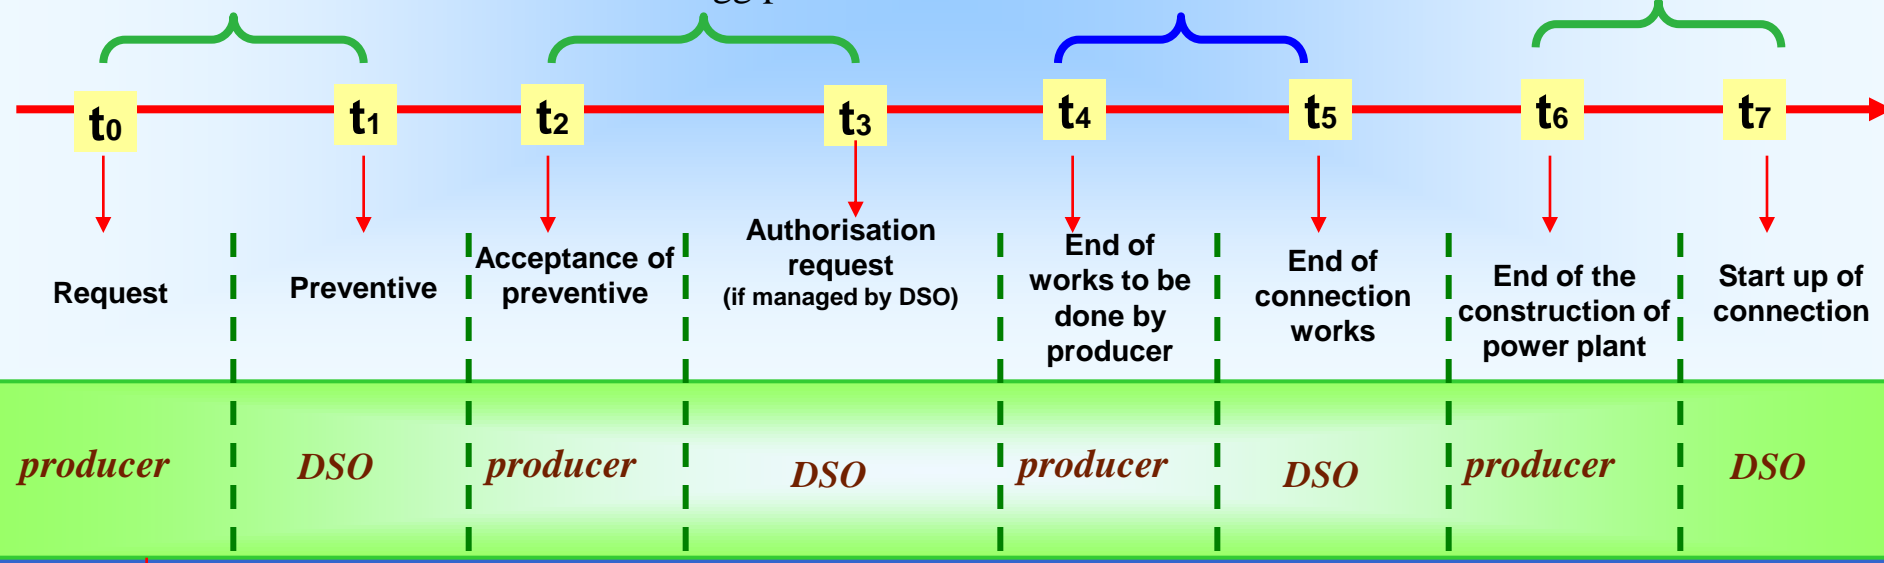 t0 t1 t2 t3 t4 t5 t6 t7
Request
Preventive
Acceptance of
preventive
Authorisation
request
(if managed by DSO)
End of
works to be
done by
producer
End of
connection
works
End of the
construction of
power plant
Start up of
connection
producer
DSO
producer
DSO
producer
DSO
producer
DSO